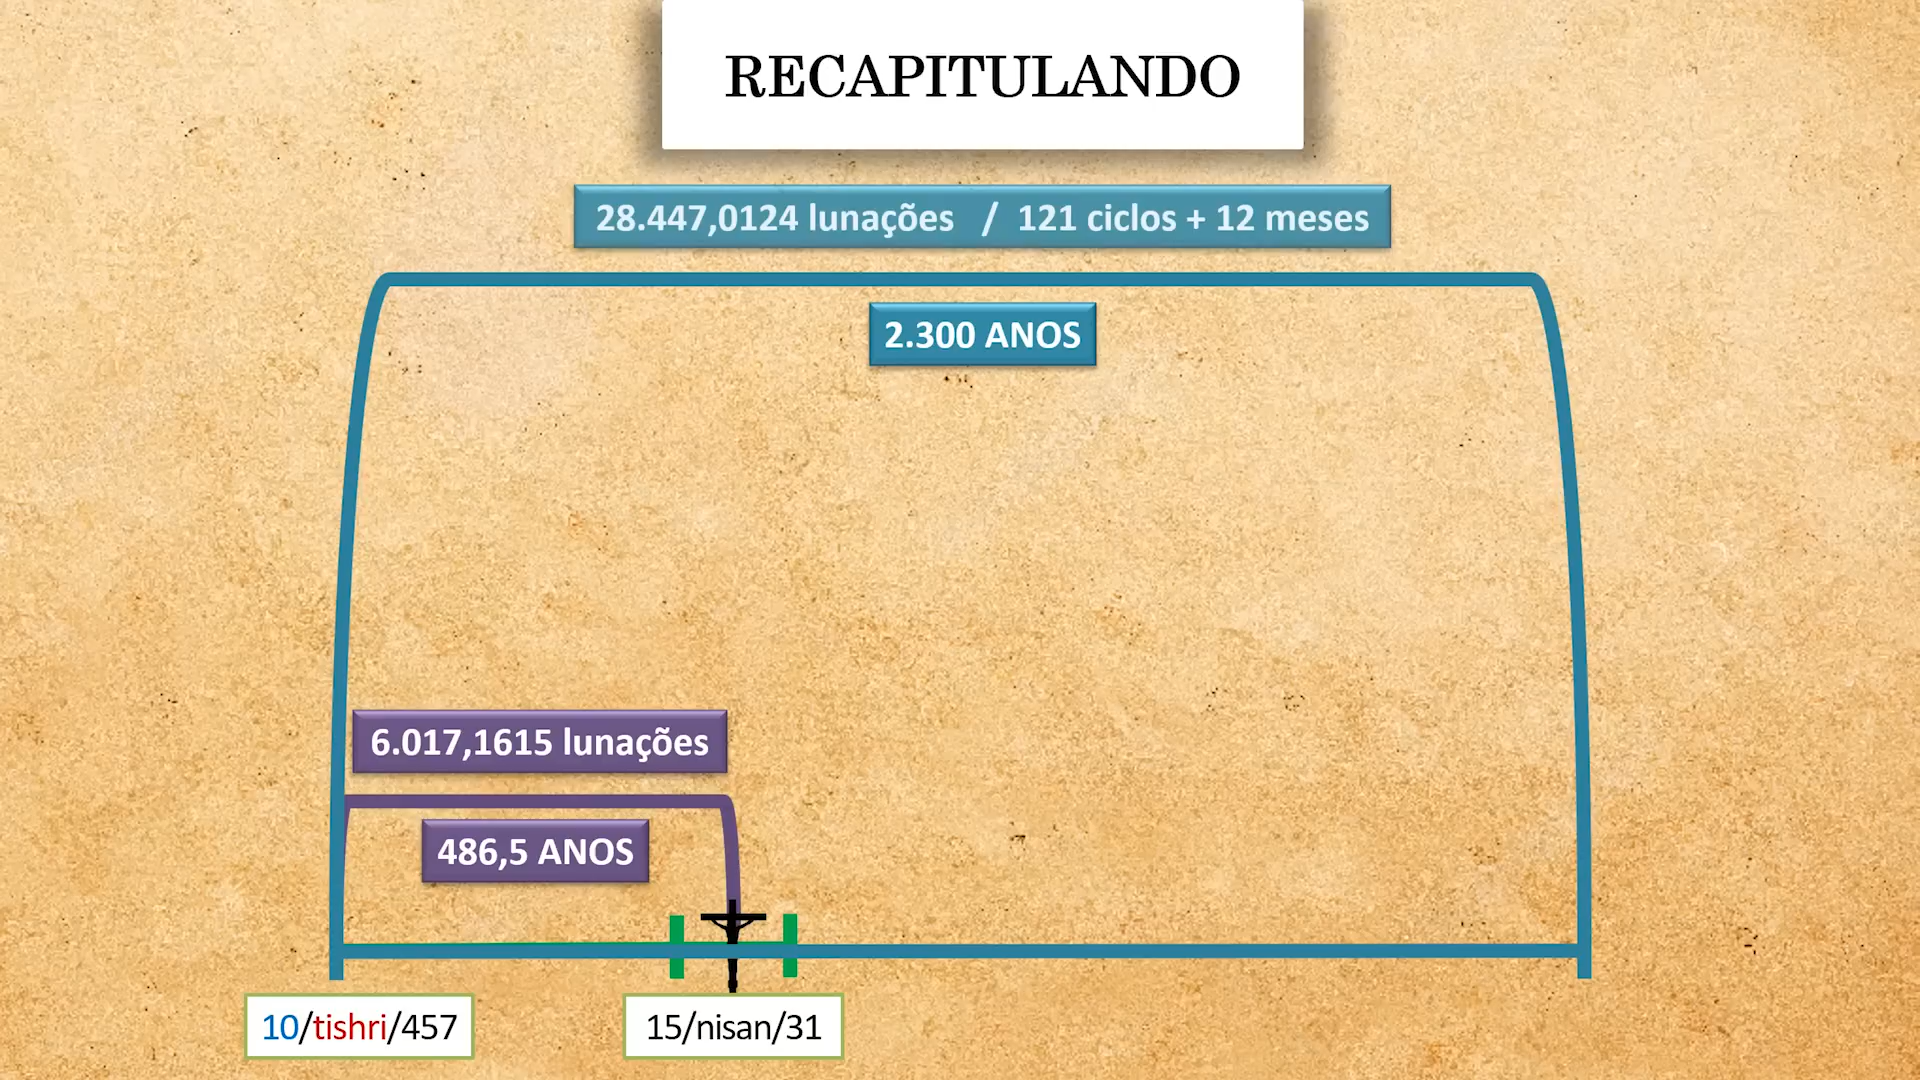 RECAPITULANDO
28.447,0124 lunações / 121 ciclos + 12 meses
2.300 ANOS
6.017,1615 lunações
486,5 ANOS
10/tishri/457
15/nisan/31